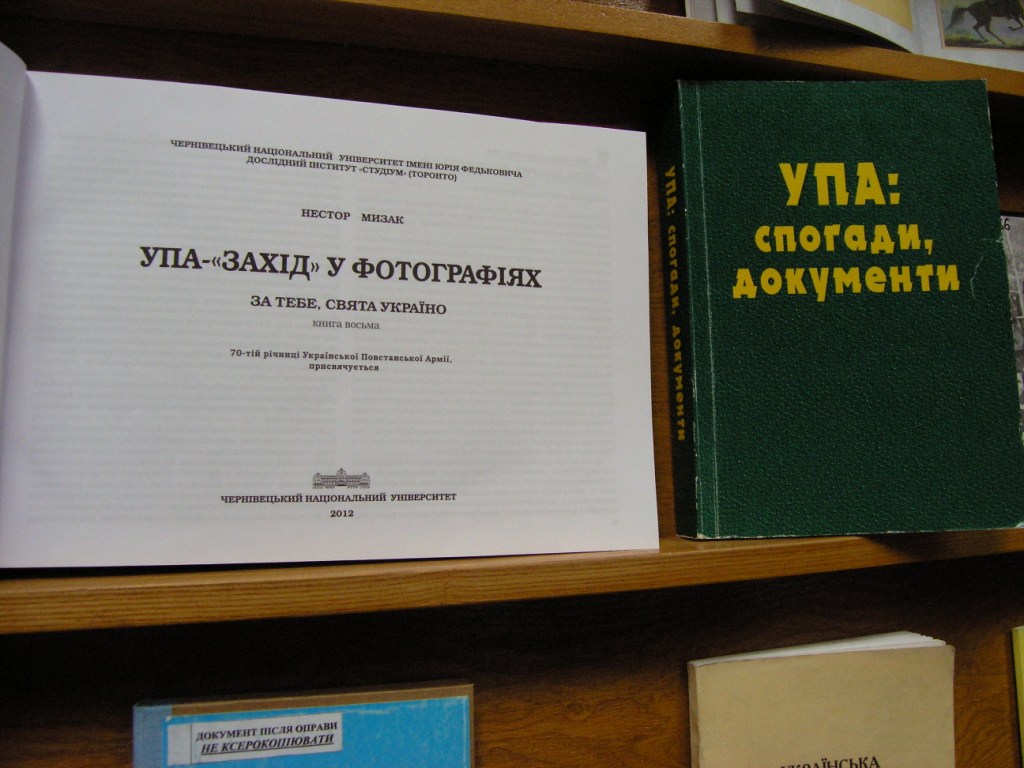 ЧЕРНІВЕЦЬКИЙ НАЦІОНАЛЬНИЙ УНІВЕРСИТЕТ ІМЕНІ ЮРІЯ ФЕДЬКОВИЧА
ДОСЛІДНИЙ ІНСТИТУТ «СТУДІУМ» (ТОРОНТО)
НЕСТОР МИЗАК
УПА-«ЗАХІД» У ФОТОГРАФІЯХ
ЗА ТЕБЕ, СВЯТА УКРАЇНО
книга восьма
70-тій річниці Української Повстанської Армії,
присвячується
ЧЕРНІВЕЦЬКИЙ НАЦІОНАЛЬНИЙ УНІВЕРСИТЕТ
2012
УПА: спогади, документи
УПА:
спогади,
документи
ДОКУМЕНТ ПІСЛЯ ОПРАВИ
НЕ КСЕРОКОПІЮВАТИ
УКРАЇНСЬКА